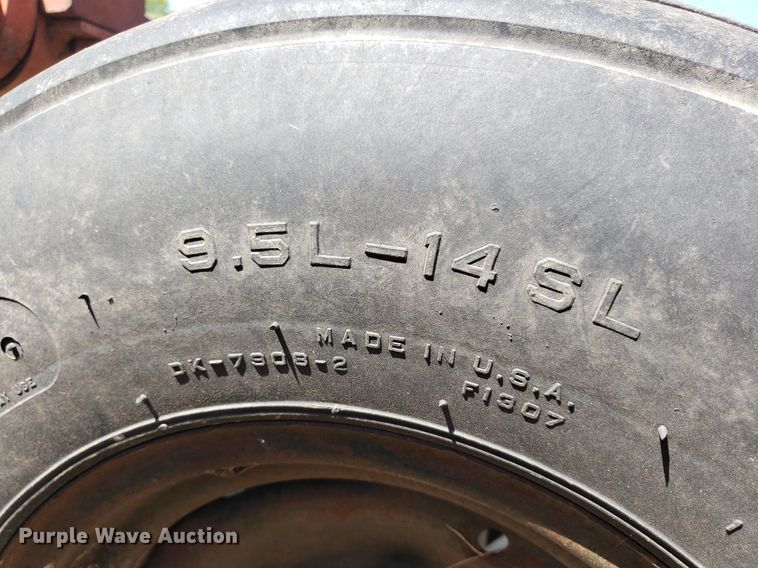 9.5L-14 SL
MADE IN U.S.A.
DK-7908-2
F1307
Purple Wave Auction